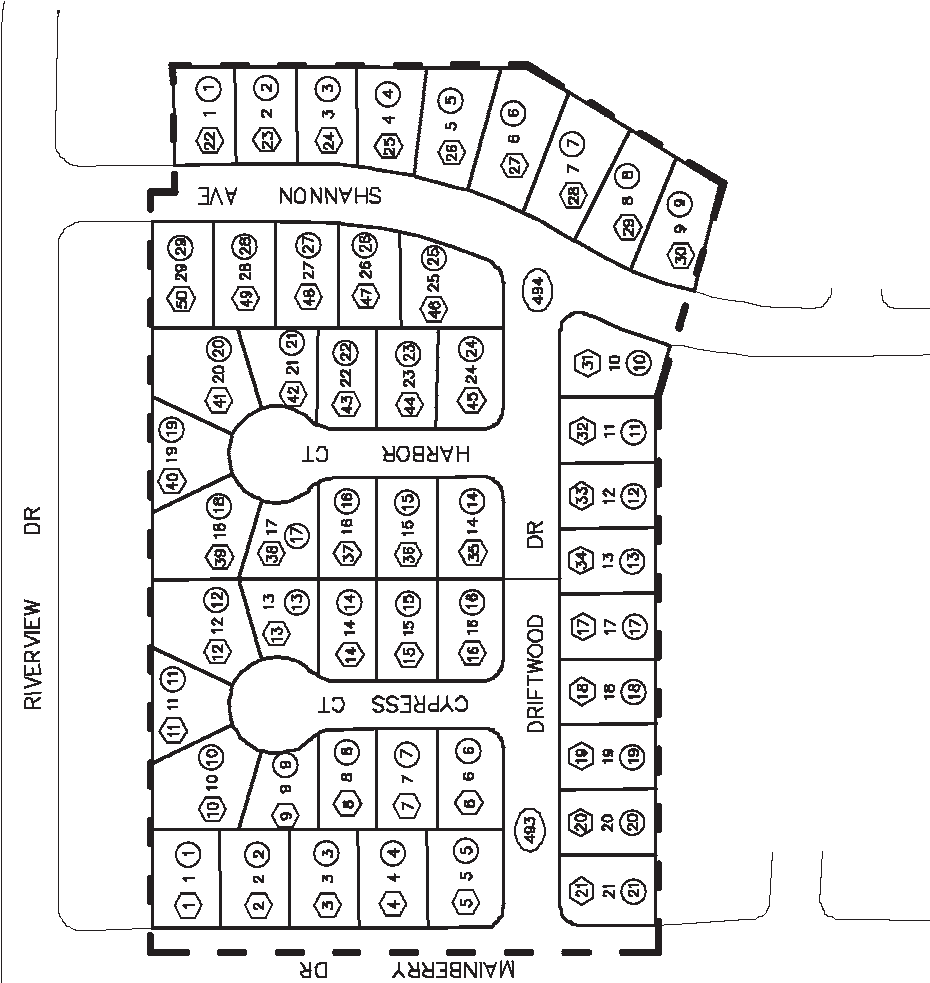 RIVERVIEW DR
SHANNON AVE
HARBOR CT
CYPRESS CT
DRIFTWOOD DR
MAINBERRY DR
494
493
22 1 1
23 2 2
24 3 3
25 4 4
26 5 5
27 6 6
28 7 7
29 8 8
30 9 9
50 29 29
49 28 28
48 27 27
47 26 26
46 25 25
41 20 20
42 21 21
43 22 22
44 23 23
45 24 24
40 19 19
39 18 18
38 17 17
37 16 16
36 15 15
35 14 14
31 10 10
32 11 11
33 12 12
34 13 13
12 12 12
13 13 13
14 14 14
15 15 15
16 16 16
11 11 11
10 10 10
9 9 9
8 8 8
7 7 7
6 6 6
17 17 17
18 18 18
19 19 19
20 20 20
21 21 21
1 1 1
2 2 2
3 3 3
4 4 4
5 5 5